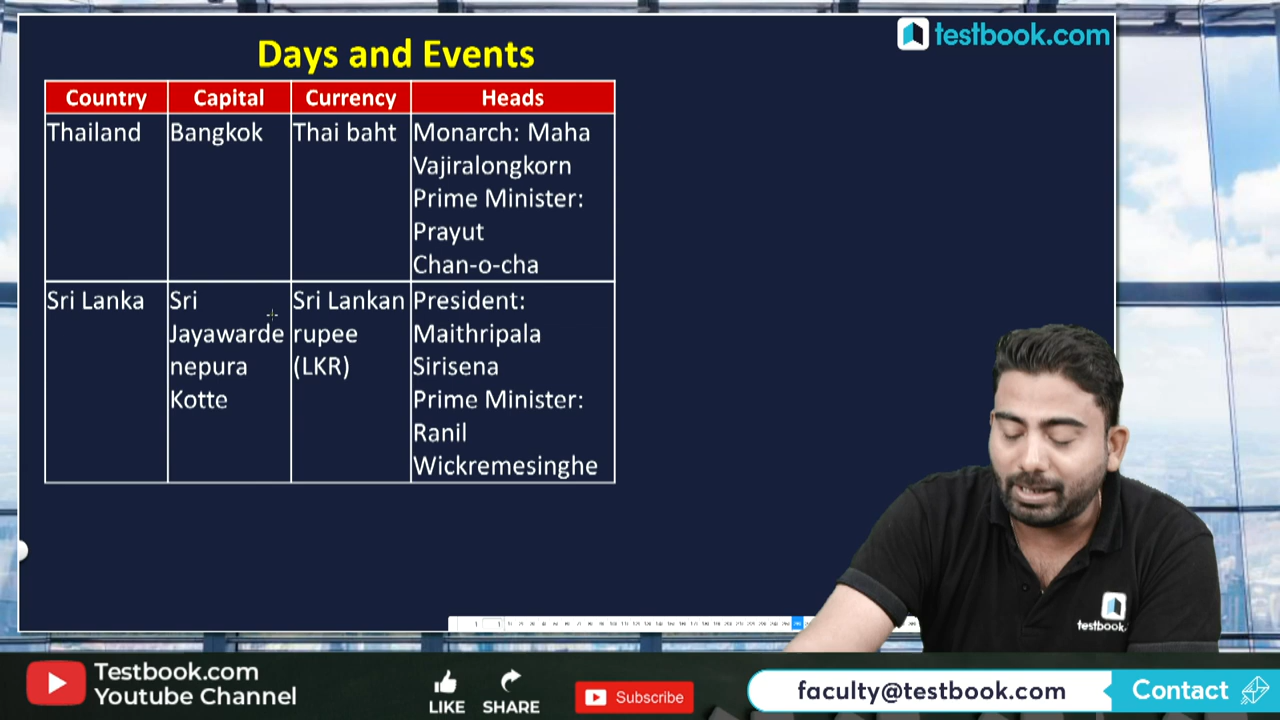 Days and Events
testbook.com
Country Capital Currency Heads
Thailand Bangkok Thai baht Monarch: Maha
Vajiralongkorn
Prime Minister:
Prayut
Chan-o-cha
Sri Lanka Sri Sri Lankan President:
Jayawarde rupee Maithripala
nepura (LKR) Sirisena
Kotte Prime Minister:
Ranil
Wickremesinghe
testbook.
Testbook.com
Youtube Channel
LIKE
SHARE
Subscribe
faculty@testbook.com
Contact